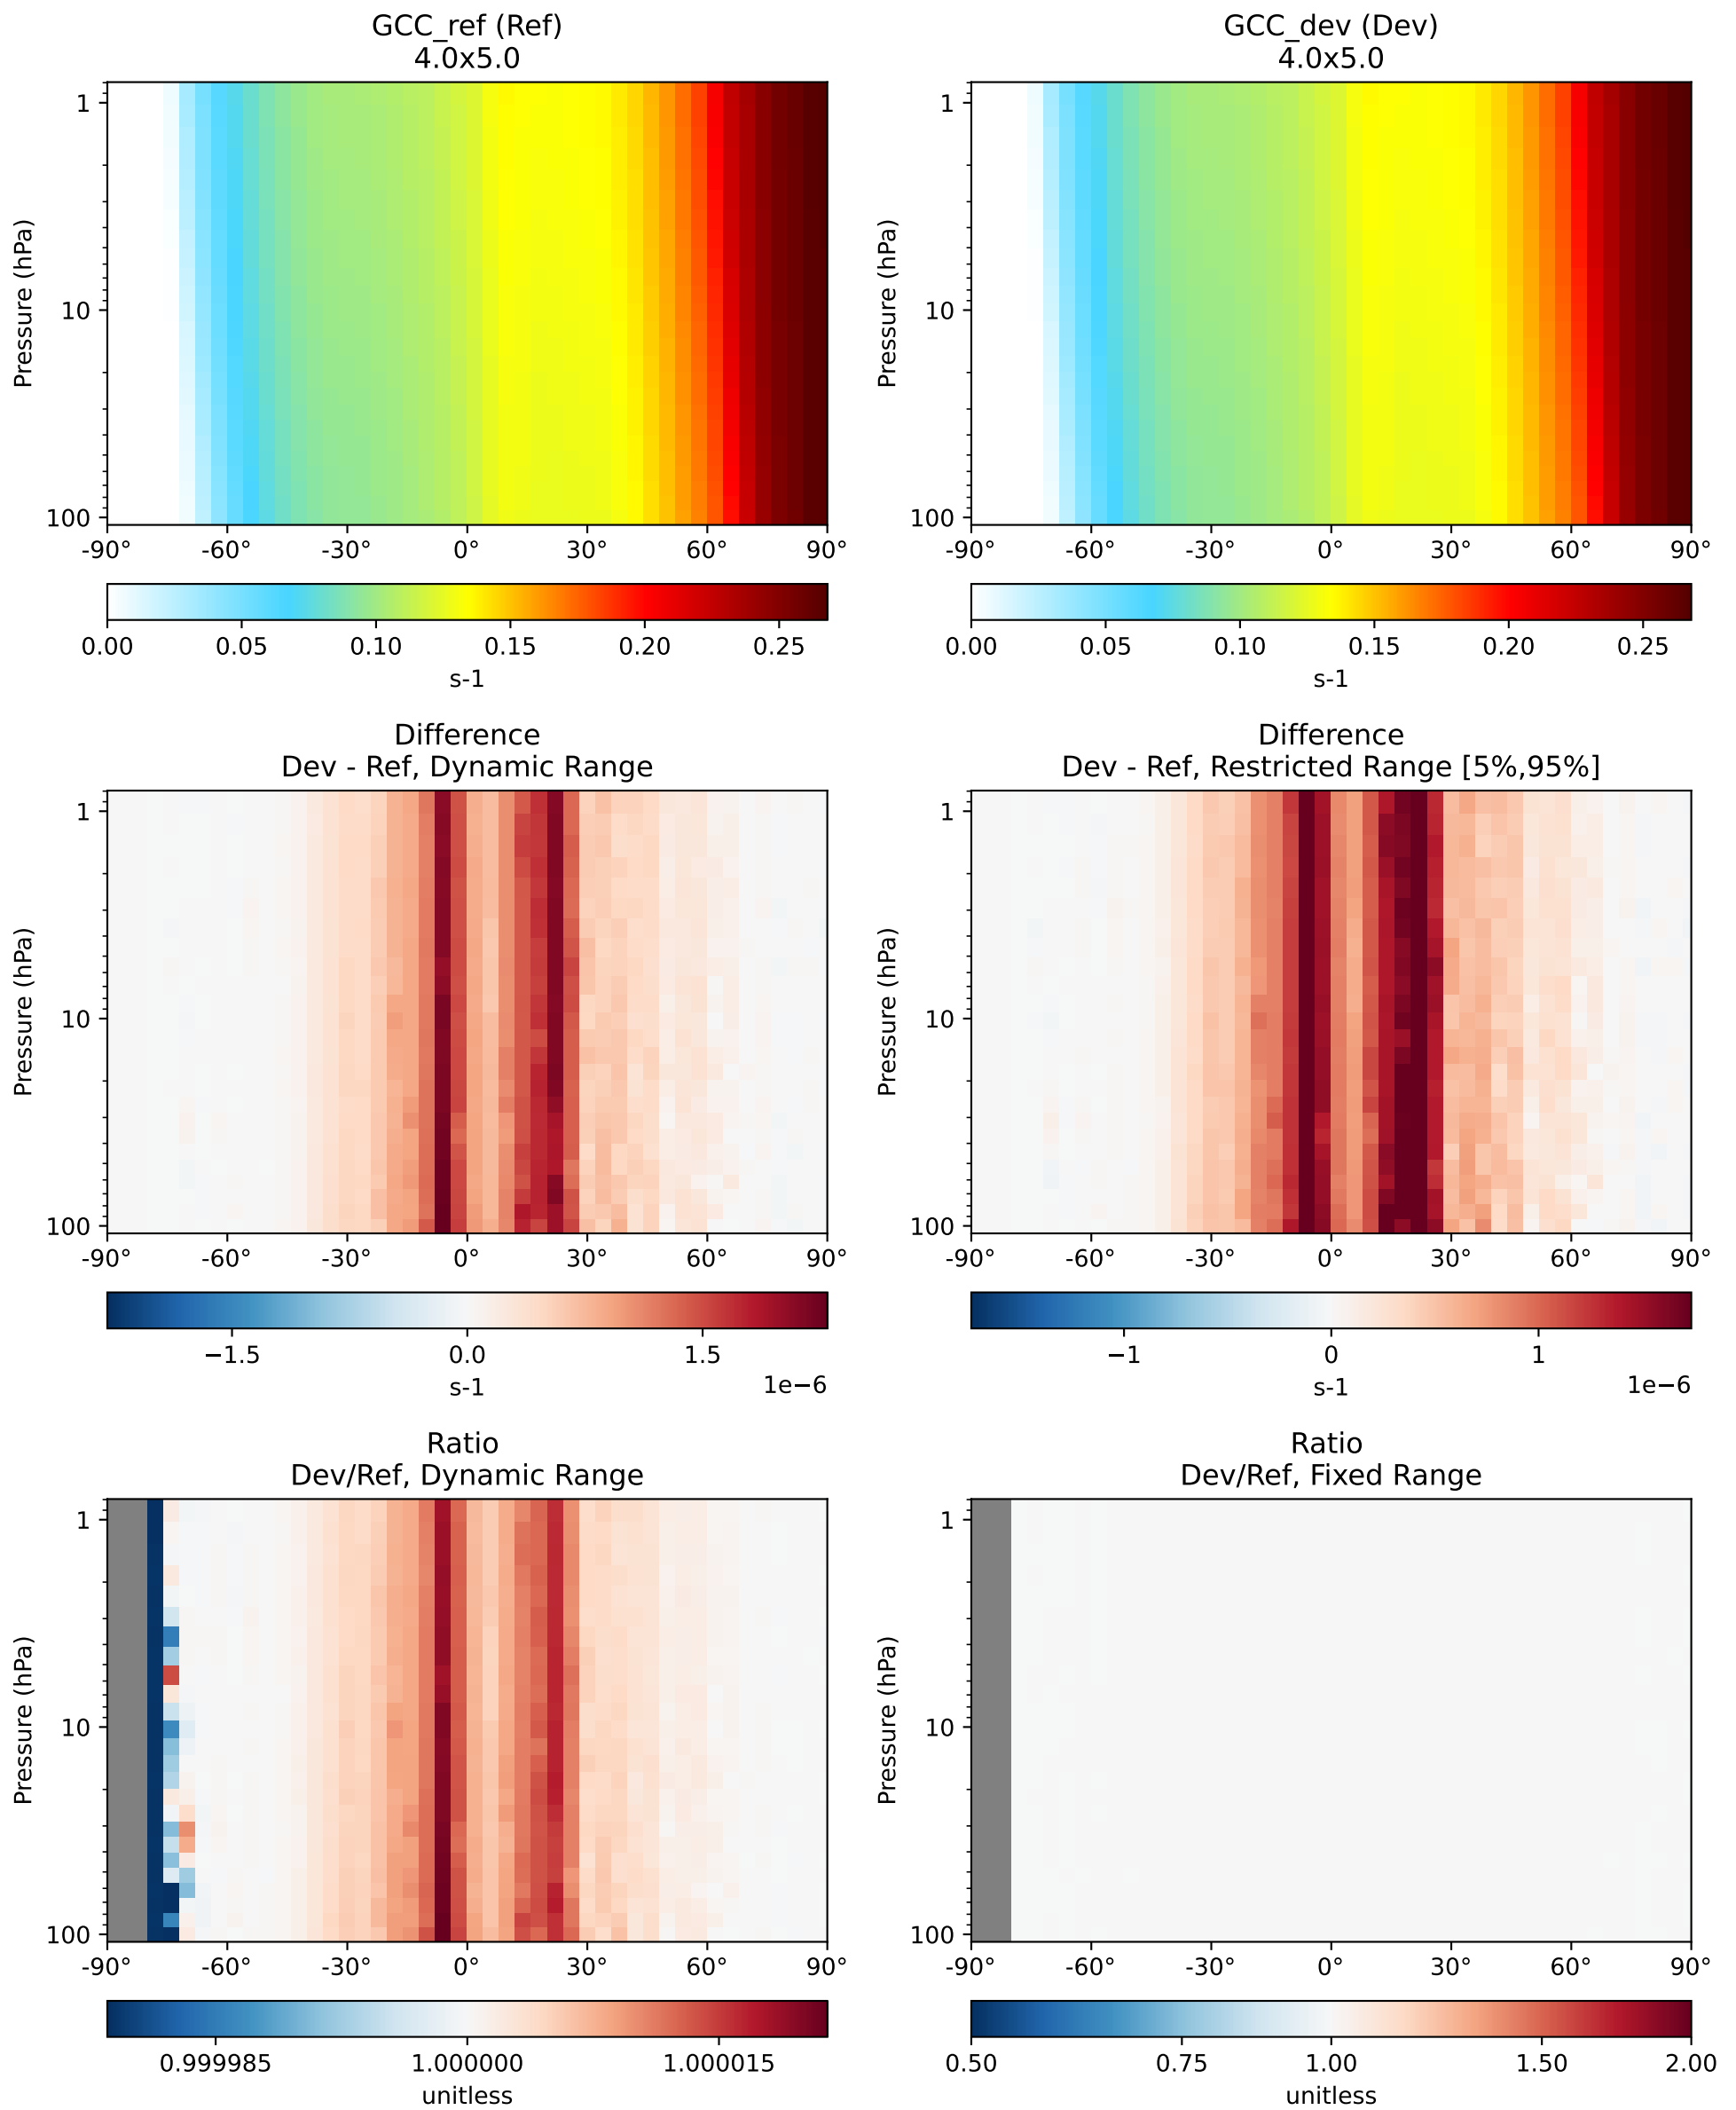 GCC_ref (Ref)
4.0x5.0
GCC_dev (Dev)
4.0x5.0
Pressure (hPa)
1
10
100
-90° -60° -30° 0° 30° 60° 90°
0.00 0.05 0.10 0.15 0.20 0.25
s-1
Pressure (hPa)
1
10
100
-90° -60° -30° 0° 30° 60° 90°
0.00 0.05 0.10 0.15 0.20 0.25
s-1
Difference
Dev - Ref, Dynamic Range
Pressure (hPa)
1
10
100
-90° -60° -30° 0° 30° 60° 90°
−1.5 0.0 1.5
s-1 1e−6
Difference
Dev - Ref, Restricted Range [5%,95%]
Pressure (hPa)
1
10
100
-90° -60° -30° 0° 30° 60° 90°
−1 0 1
s-1 1e−6
Ratio
Dev/Ref, Dynamic Range
Pressure (hPa)
1
10
100
-90° -60° -30° 0° 30° 60° 90°
0.999985 1.000000 1.000015
unitless
Ratio
Dev/Ref, Fixed Range
Pressure (hPa)
1
10
100
-90° -60° -30° 0° 30° 60° 90°
0.50 0.75 1.00 1.50 2.00
unitless